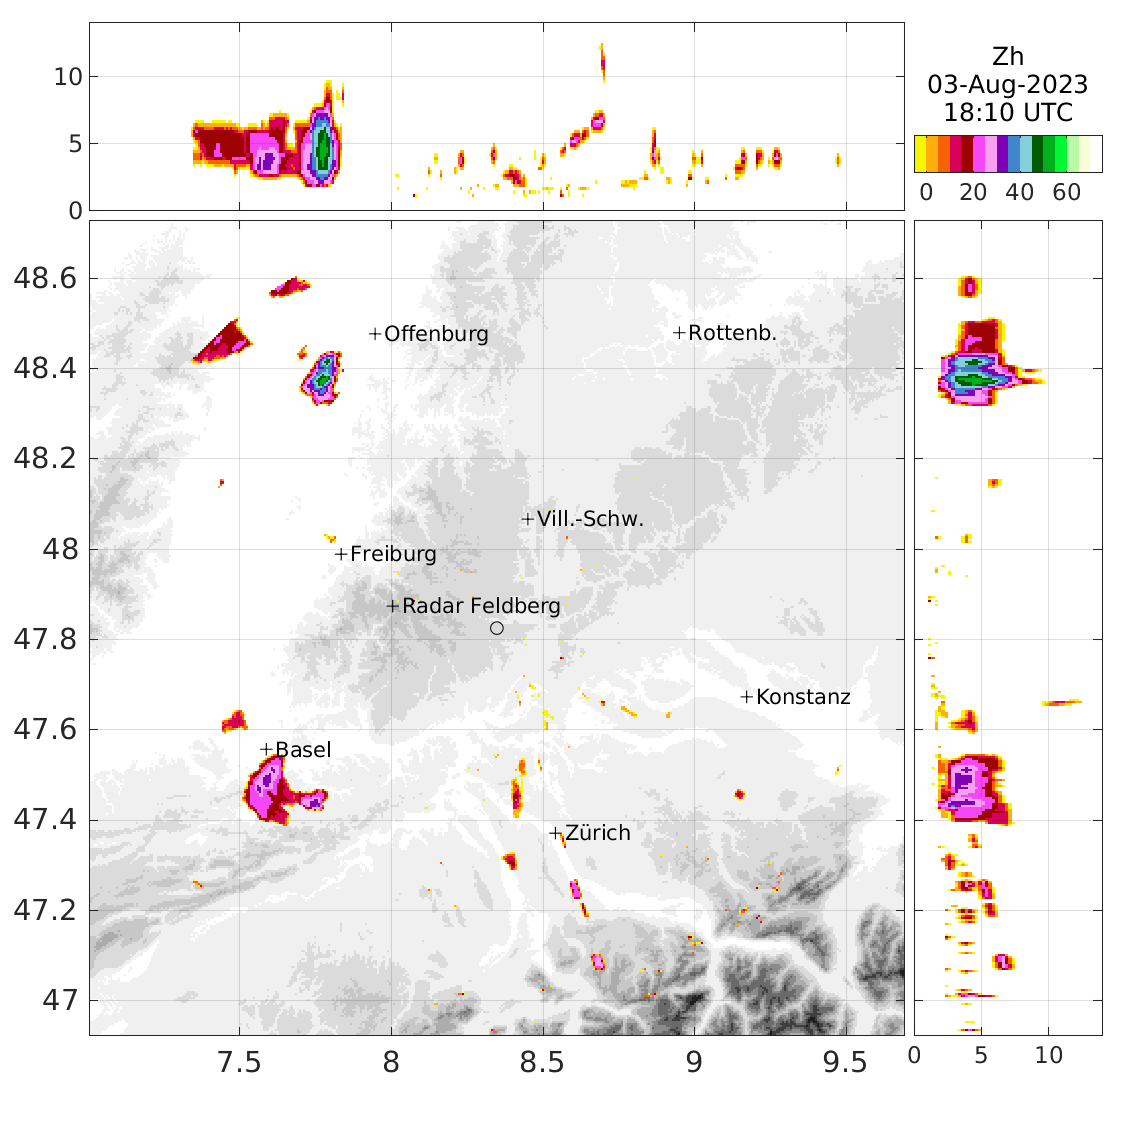 Zh
03-Aug-2023
18:10 UTC
0 20 40 60
10
5
0
48.6
48.4
48.2
48
47.8
47.6
47.4
47.2
47
+Offenburg
+Rottenb.
+Vill.-Schw.
+Freiburg
+Radar Feldberg
+Konstanz
+Basel
+Zürich
7.5 8 8.5 9 9.5
0 5 10